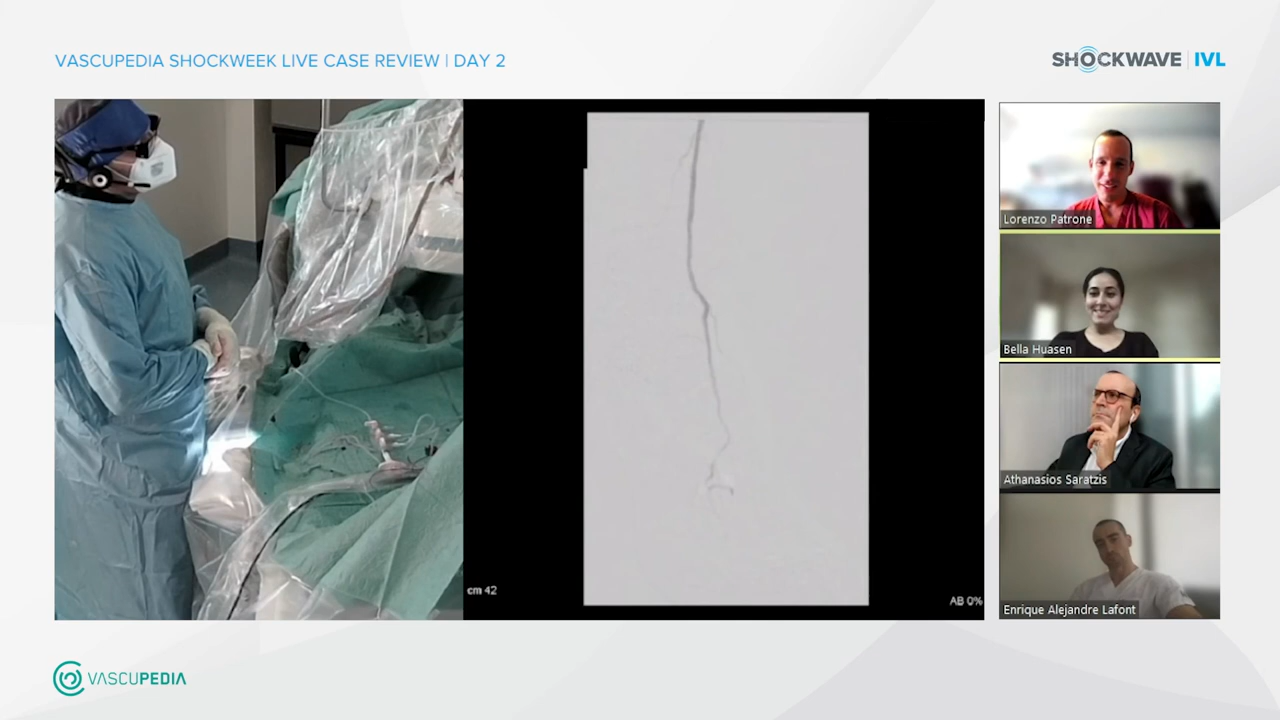 VASCUPEDIA SHOCKWEEK LIVE CASE REVIEW | DAY 2
SHOCKWAVE | IVL
Lorenzo Patrone
Bella Huasen
Athanasios Saratzis
Enrique Alejandre Lafont
cm 42
AB 0%
VASCUPEDIA